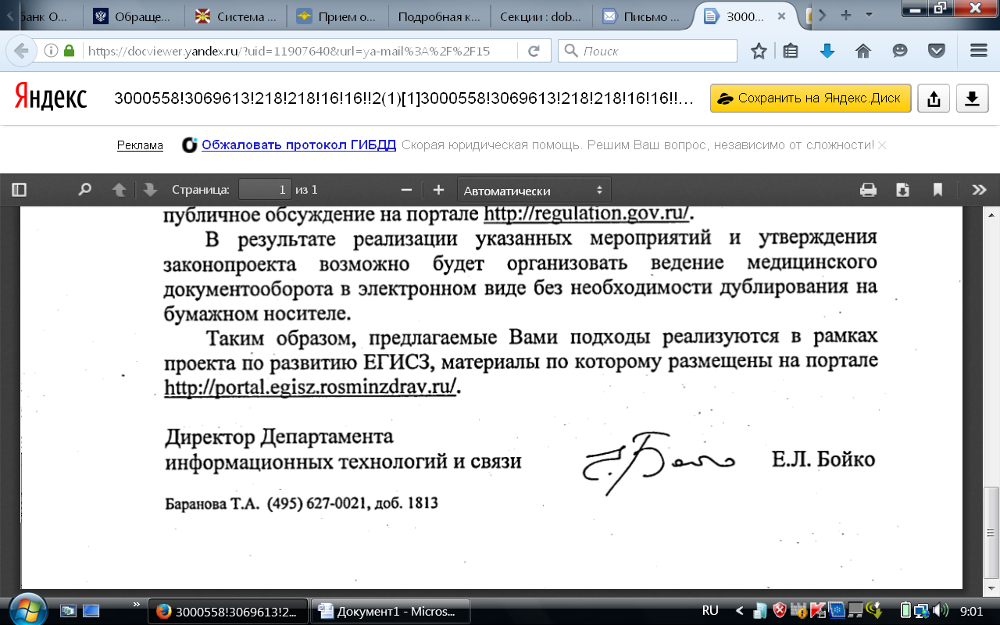 банк О...
Обраще...
Система ...
Прием о...
Подробная к...
Секции : dob...
Письмо ...
3000...
https://docviewer.yandex.ru/?uid=11907640&url=ya-mail%3A%2F%2F15
Поиск
Яндекс
3000558!3069613!218!218!16!16!!2(1)[1]3000558!3069613!218!218!16!16!!...
Сохранить на Яндекс.Диск
Реклама
Обжаловать протокол ГИБДД Скорая юридическая помощь. Решим Ваш вопрос, независимо от сложности!
Страница: 1 из 1
Автоматически
публичное обсуждение на портале http://regulation.gov.ru/.
В результате реализации указанных мероприятий и утверждения
законопроекта возможно будет организовать ведение медицинского
документооборота в электронном виде без необходимости дублирования на
бумажном носителе.
Таким образом, предлагаемые Вами подходы реализуются в рамках
проекта по развитию ЕГИСЗ, материалы по которому размещены на портале
http://portal.egisz.rosminzdrav.ru/.
Директор Департамента
информационных технологий и связи
Е.Л. Бойко
Баранова Т.А. (495) 627-0021, доб. 1813
3000558!3069613!2...
Документ1 - Micros...
RU
9:01